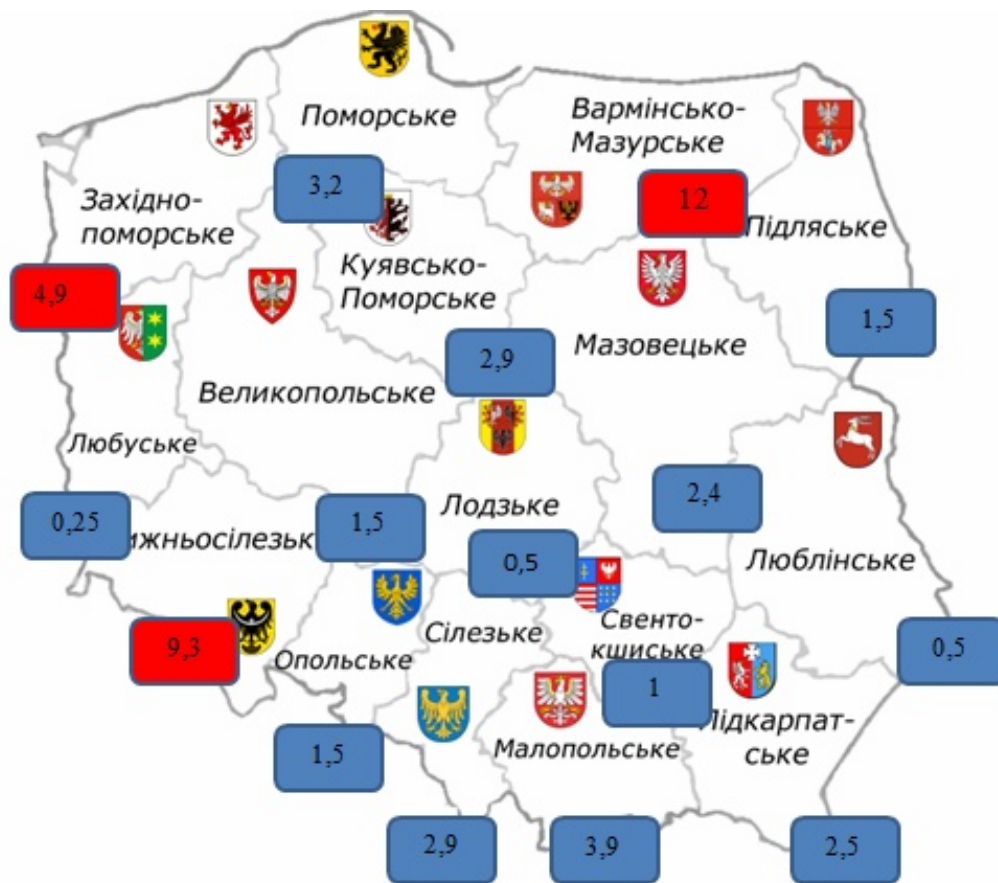 Поморське
Вармінсько-
Мазурське
3,2
12
Західно-
поморське
Підляське
Куявсько-
Поморське
4,9
1,5
2,9
Мазовецьке
Великопольське
Любуське
0,25
ижньосілезьк
1,5
Лодзьке
2,4
0,5
Люблінське
9,3
Опольське
Сілезьке
Свенто-
кшиське
0,5
1
1,5
Малопольське
Підкарпат-
ське
2,9
3,9
2,5